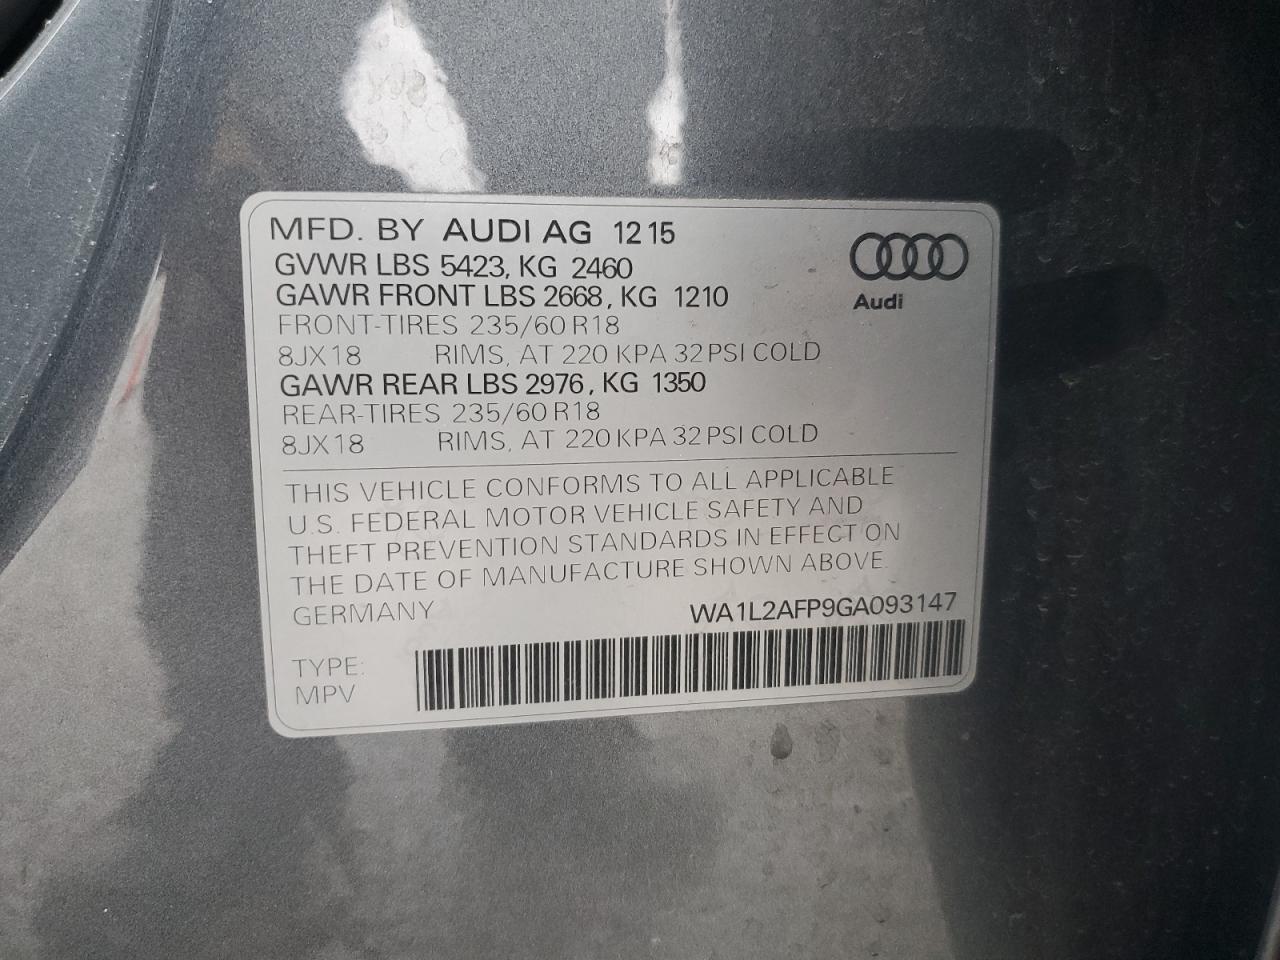 MFD. BY AUDI AG 12 15
GVWR LBS 5423, KG 2460
GAWR FRONT LBS 2668, KG 1210
FRONT-TIRES 235/60 R18
8JX18 RIMS, AT 220 KPA 32 PSI COLD
GAWR REAR LBS 2976, KG 1350
REAR-TIRES 235/60 R18
8JX18 RIMS, AT 220 KPA 32 PSI COLD
Audi
THIS VEHICLE CONFORMS TO ALL APPLICABLE
U.S. FEDERAL MOTOR VEHICLE SAFETY AND
THEFT PREVENTION STANDARDS IN EFFECT ON
THE DATE OF MANUFACTURE SHOWN ABOVE.
GERMANY WA1L2AFP9GA093147
TYPE:
MPV